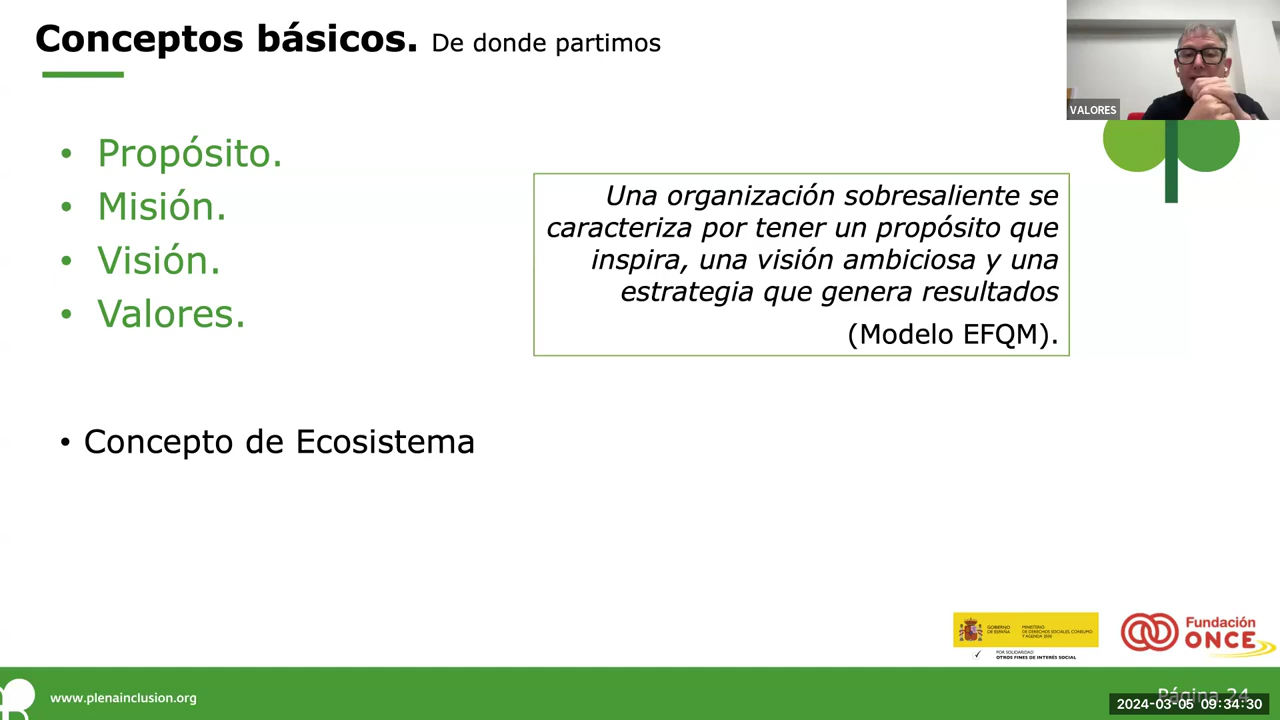 Conceptos básicos. De donde partimos
VALORES
• Propósito.
• Misión.
• Visión.
• Valores.
Una organización sobresaliente se
caracteriza por tener un propósito que
inspira, una visión ambiciosa y una
estrategia que genera resultados
(Modelo EFQM).
• Concepto de Ecosistema
GOBIERNO
DE ESPAÑA
MINISTERIO
DE DERECHOS SOCIALES, CONSUMO
Y AGENDA 2030
POR SOLIDARIDAD
OTROS FINES DE INTERÉS SOCIAL
Fundación
ONCE
www.plenainclusion.org
Página 24
2024-03-05 09:34:30